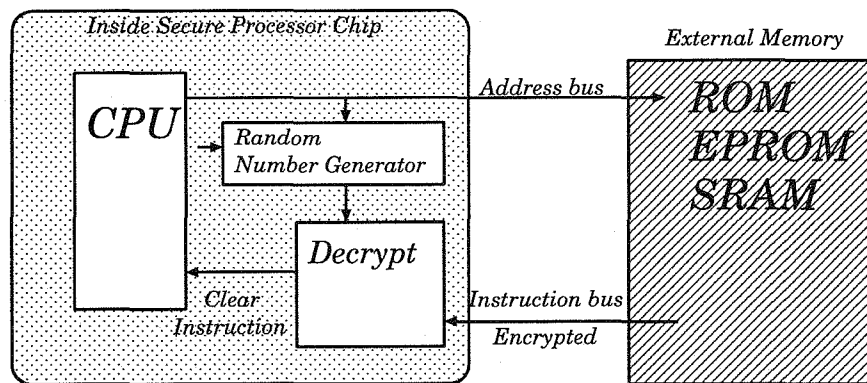 Inside Secure Processor Chip
External Memory
CPU
Address bus
ROM
EPROM
SRAM
Random
Number Generator
Decrypt
Clear
Instruction
Instruction bus
Encrypted